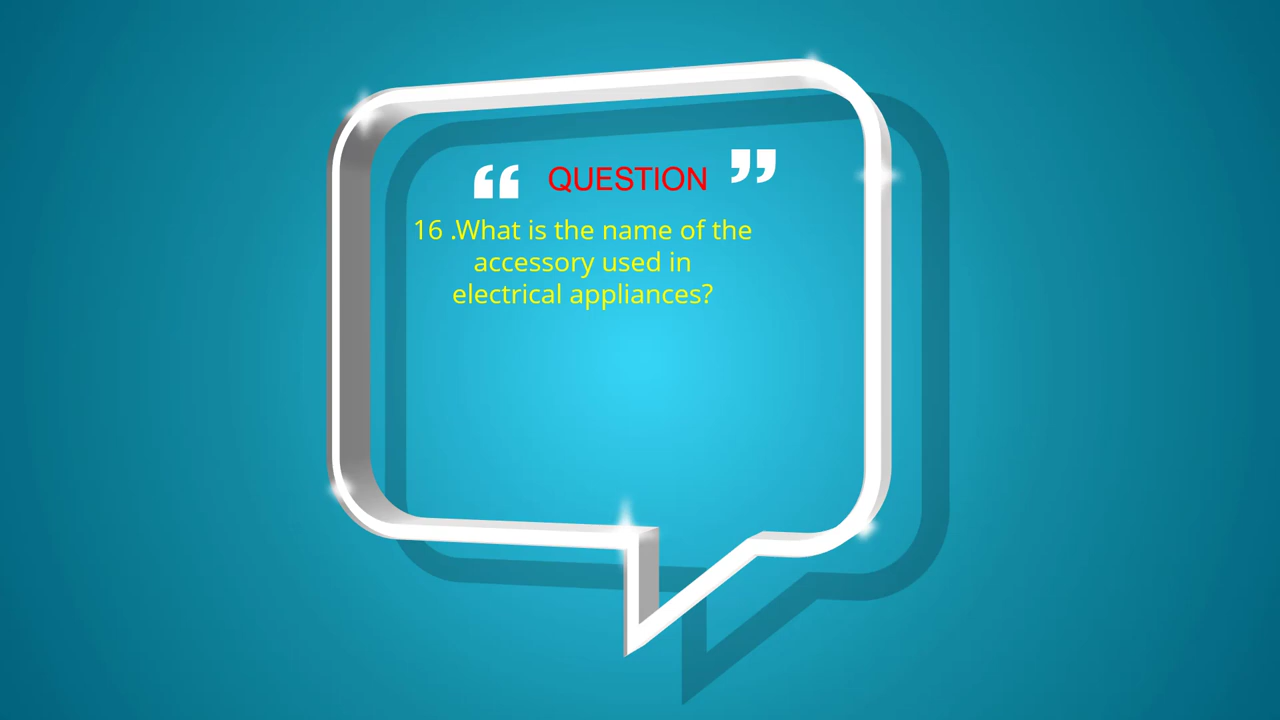 “ QUESTION ”
16 .What is the name of the
accessory used in
electrical appliances?